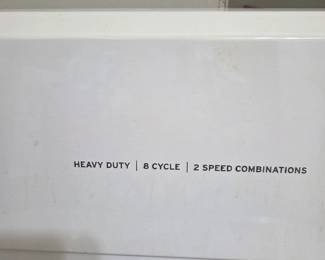 HEAVY DUTY | 8 CYCLE | 2 SPEED COMBINATIONS